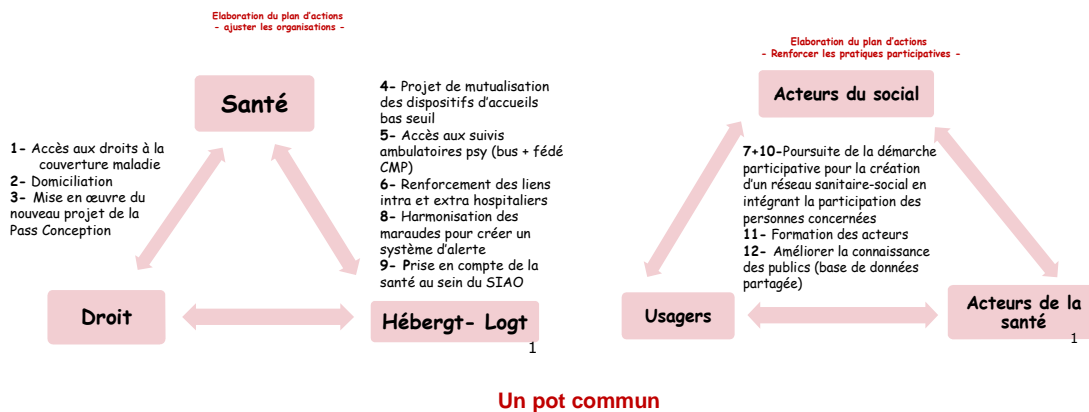 Elaboration du plan d'actions
- ajuster les organisations -
Santé
1- Accès aux droits à la
couverture maladie
2- Domiciliation
3- Mise en œuvre du
nouveau projet de la
Pass Conception
4- Projet de mutualisation
des dispositifs d'accueils
bas seuil
5- Accès aux suivis
ambulatoires psy (bus + fédé
CMP)
6- Renforcement des liens
intra et extra hospitaliers
8- Harmonisation des
maraudes pour créer un
système d'alerte
9- Prise en compte de la
santé au sein du SIAO
Droit
Hébergt- Logt
1
Elaboration du plan d'actions
- Renforcer les pratiques participatives -
Acteurs du social
7+10-Poursuite de la démarche
participative pour la création
d'un réseau sanitaire-social en
intégrant la participation des
personnes concernées
11- Formation des acteurs
12- Améliorer la connaissance
des publics (base de données
partagée)
Usagers
Acteurs de la
santé
1
Un pot commun